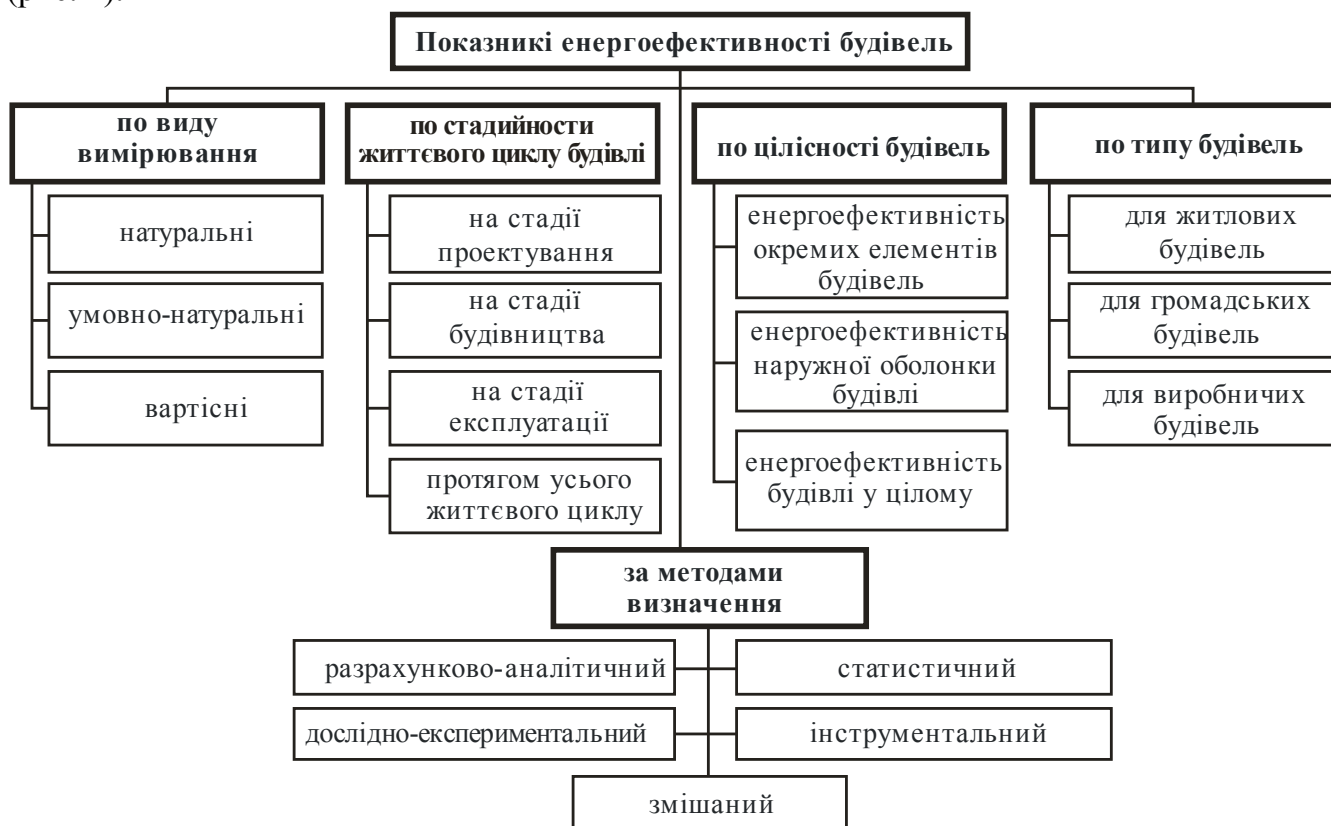 Показникі енергоефективності будівель
по виду
вимірювання
натуральні
умовно-натуральні
вартісні
по стадийности
життєвого циклу будівлі
на стадії
проектування
на стадії
будівництва
на стадії
експлуатації
протягом усього
життєвого циклу
по цілісності будівель
енергоефективність
окремих елементів
будівель
енергоефективність
наружної оболонки
будівлі
енергоефективність
будівлі у цілому
по типу будівель
для житлових
будівель
для громадських
будівель
для виробничих
будівель
за методами
визначення
разрахунково-аналітичний
статистичний
дослідно-експериментальний
інструментальний
змішаний